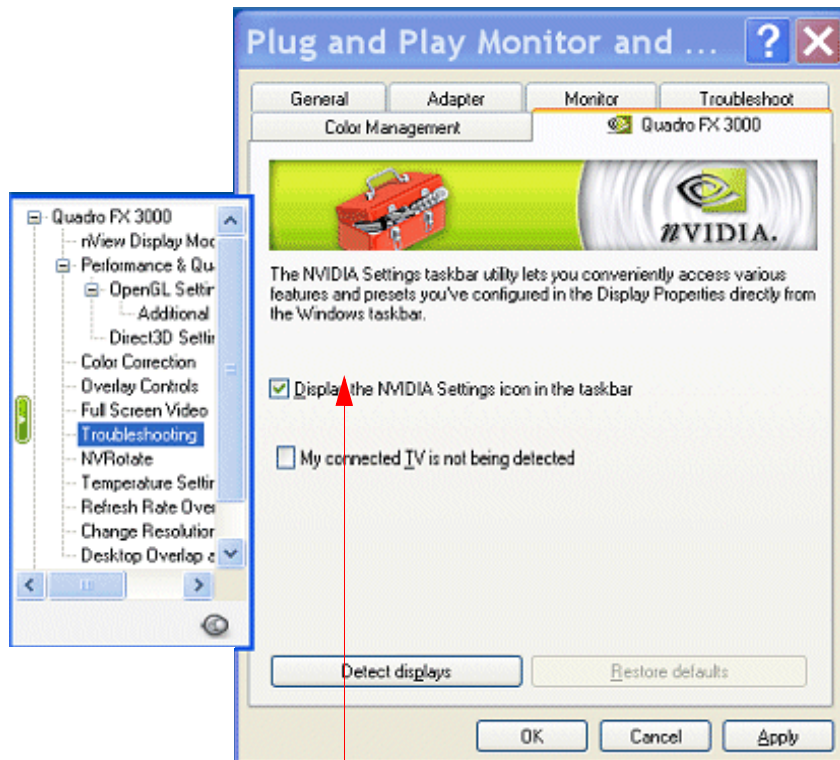 Plug and Play Monitor and ...
General
Adapter
Monitor
Troubleshoot
Color Management
Quadro FX 3000
NVIDIA.
The NVIDIA Settings taskbar utility lets you conveniently access various
features and presets you've configured in the Display Properties directly from
the Windows taskbar.
Display the NVIDIA Settings icon in the taskbar
My connected TV is not being detected
Detect displays
Restore defaults
OK
Cancel
Apply
Quadro FX 3000
nView Display Mod
Performance & Qu
OpenGL Settin
Additional
Direct3D Settin
Color Correction
Overlay Controls
Full Screen Video
Troubleshooting
NVRotate
Temperature Settin
Refresh Rate Over
Change Resolution
Desktop Overlap a